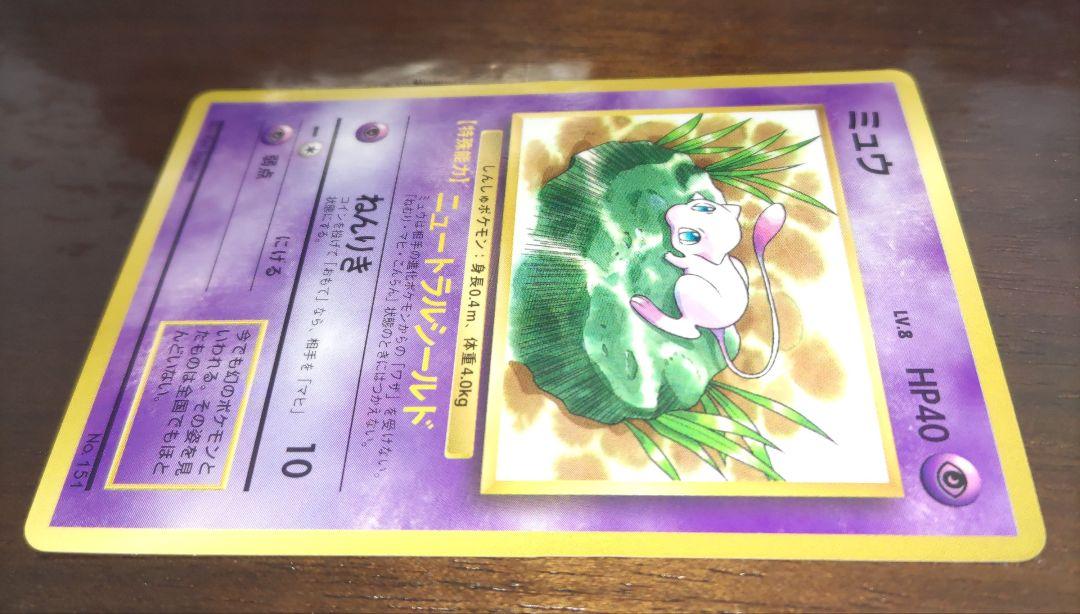 ミュウ
LV.8 HP40
しんしゅポケモン：身長0.4m、体重4.0kg
【特殊能力】ニュートラルシールド
ミュウは相手の進化ポケモンからの「ワザ」を受けない。
「ねむり・マヒ・こんらん」状態のときにはつかえない。
ねんりき 10
コインを投げて「おもて」なら、相手を「マヒ」
状態にする。
弱点
にげる
今でも幻のポケモンと
いわれる。その姿を見
たものは全国でもほと
んどいない。
No.151